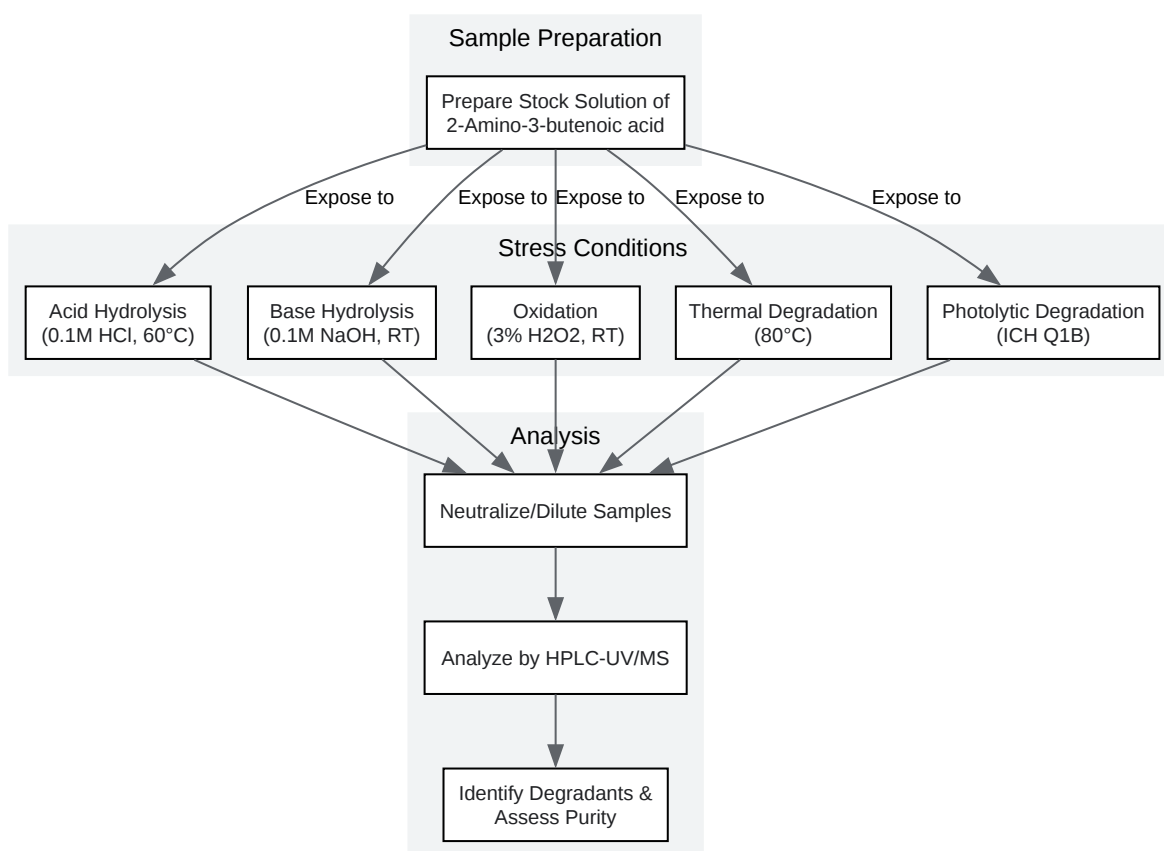 Sample Preparation
Prepare Stock Solution of
2-Amino-3-butenoic acid
Expose to
Expose to
Expose to
Expose to
Expose to
Stress Conditions
Acid Hydrolysis
(0.1M HCl, 60°C)
Base Hydrolysis
(0.1M NaOH, RT)
Oxidation
(3% H2O2, RT)
Thermal Degradation
(80°C)
Photolytic Degradation
(ICH Q1B)
Analysis
Neutralize/Dilute Samples
Analyze by HPLC-UV/MS
Identify Degradants &
Assess Purity